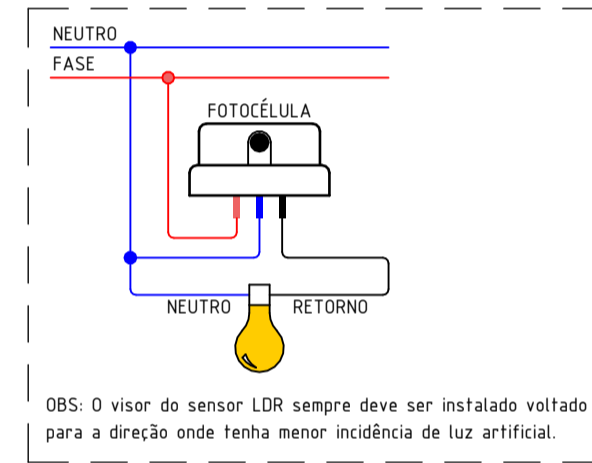 NEUTRO
FASE
FOTOCÉLULA
NEUTRO
RETORNO
OBS: O visor do sensor LDR sempre deve ser instalado voltado
para a direção onde tenha menor incidência de luz artificial.